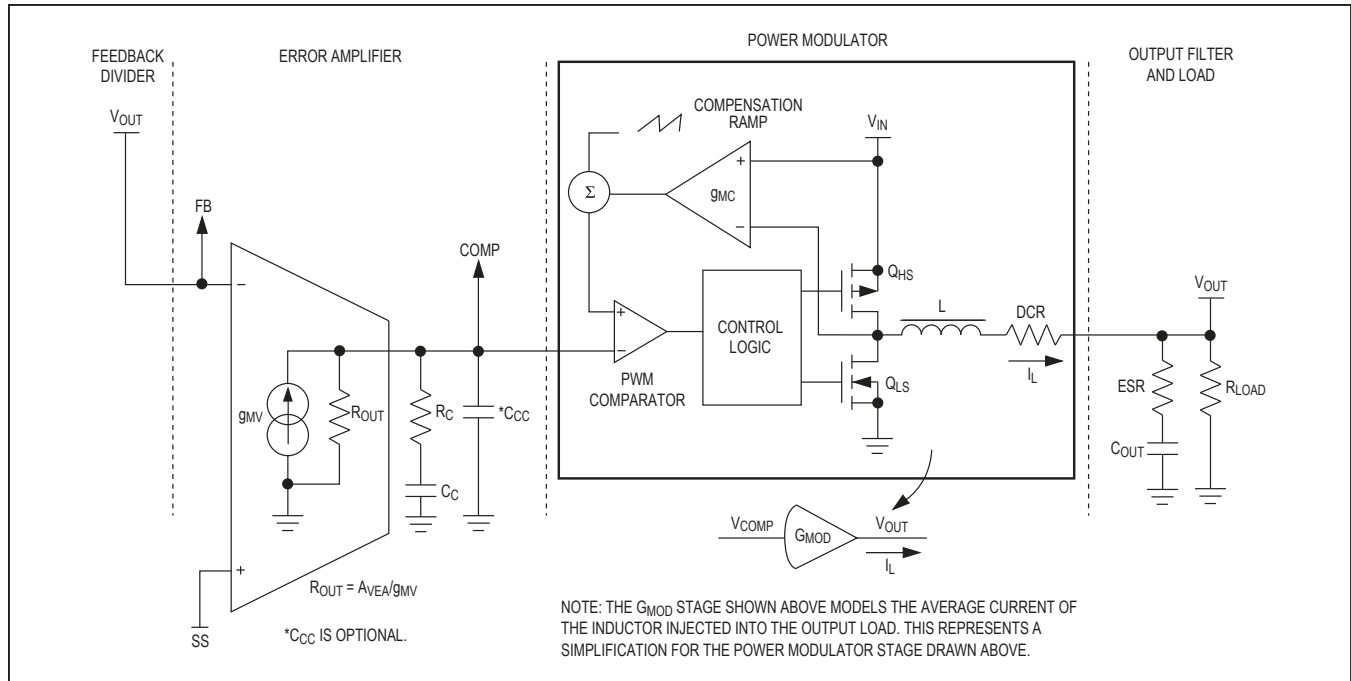 FEEDBACK
DIVIDER
ERROR AMPLIFIER
POWER MODULATOR
OUTPUT FILTER
AND LOAD
VOUT
FB
COMPENSATION
RAMP
VIN
Σ
+
gMC
−
COMP
QHS
−
+
−
PWM
COMPARATOR
CONTROL
LOGIC
L
DCR
IL
VOUT
QLS
ESR
RLOAD
COUT
gMV
ROUT
RC
*CCC
CC
VCOMP
GMOD
VOUT
IL
+
SS
ROUT = AVEA/gMV
*CCC IS OPTIONAL.
NOTE: THE GMOD STAGE SHOWN ABOVE MODELS THE AVERAGE CURRENT OF
THE INDUCTOR INJECTED INTO THE OUTPUT LOAD. THIS REPRESENTS A
SIMPLIFICATION FOR THE POWER MODULATOR STAGE DRAWN ABOVE.